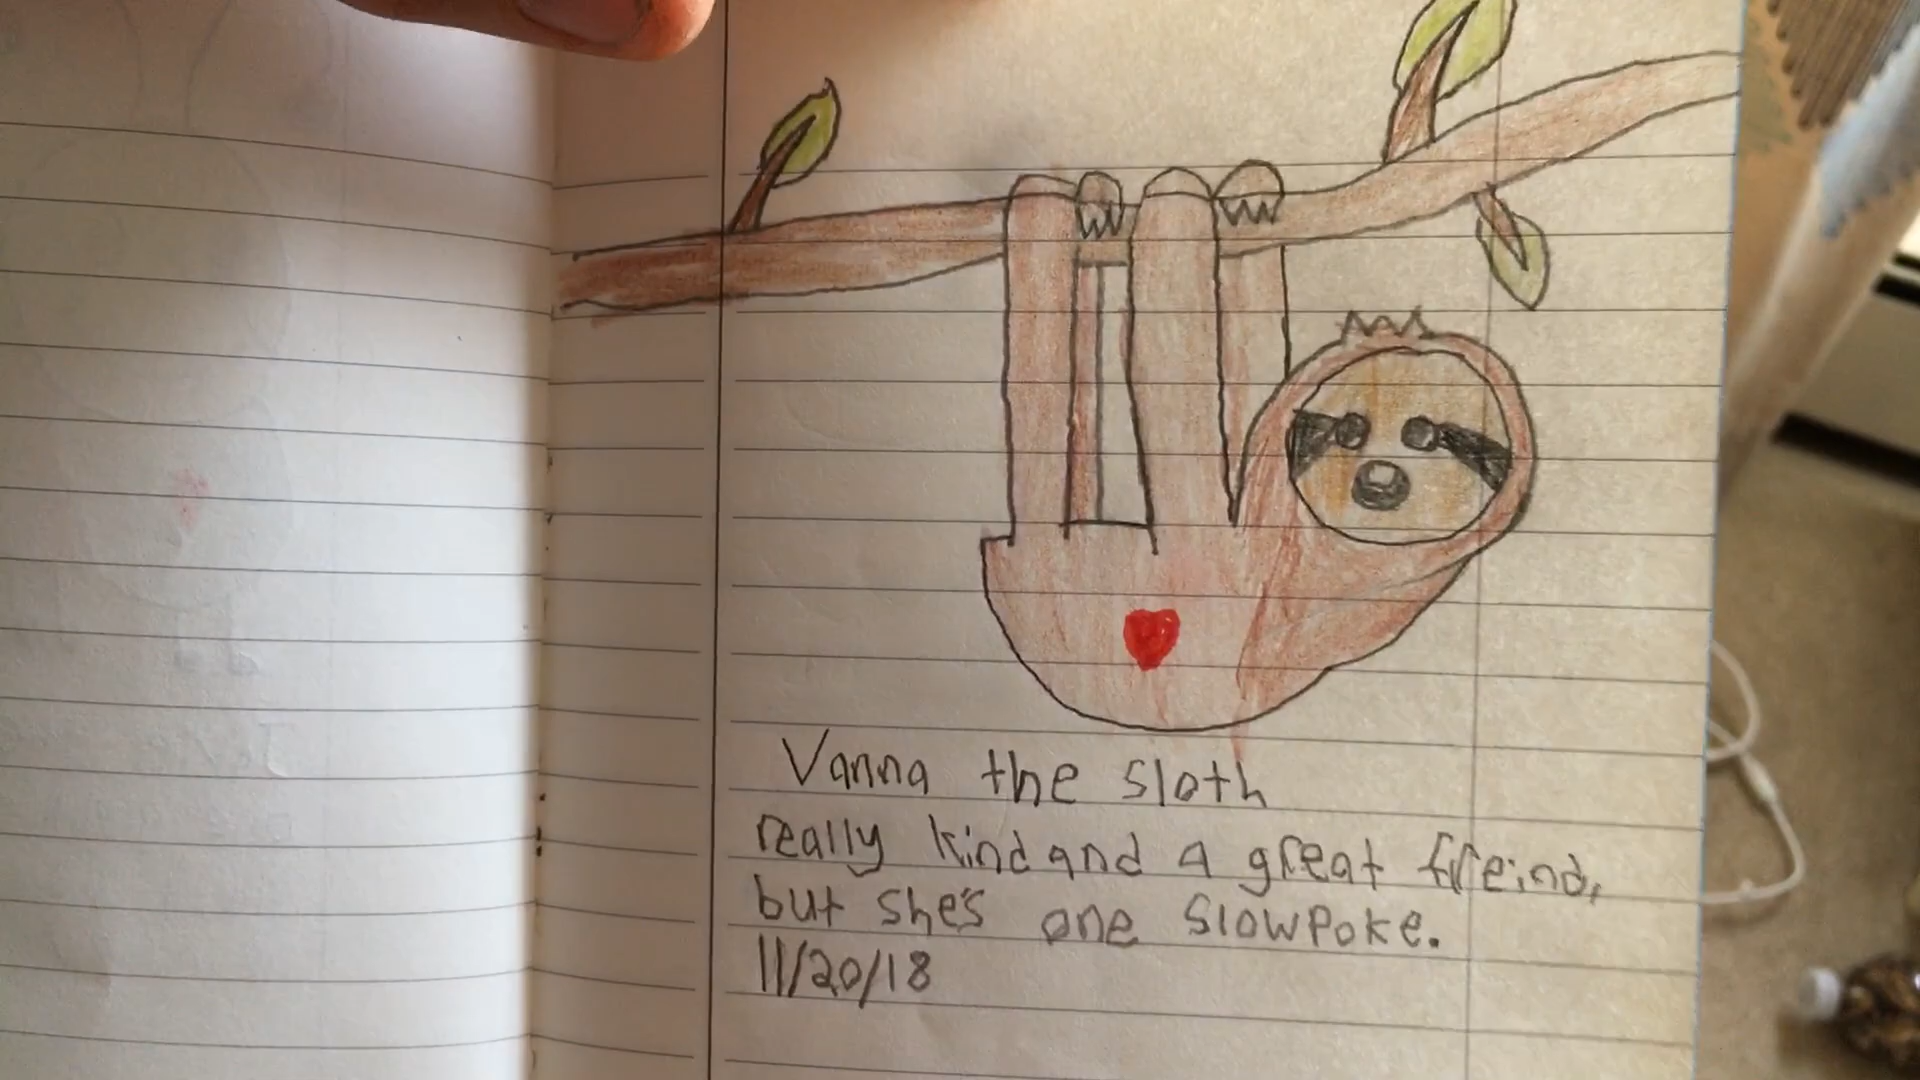 Vanna the sloth
really kind and a great freind,
but she's one slowpoke.
11/20/18